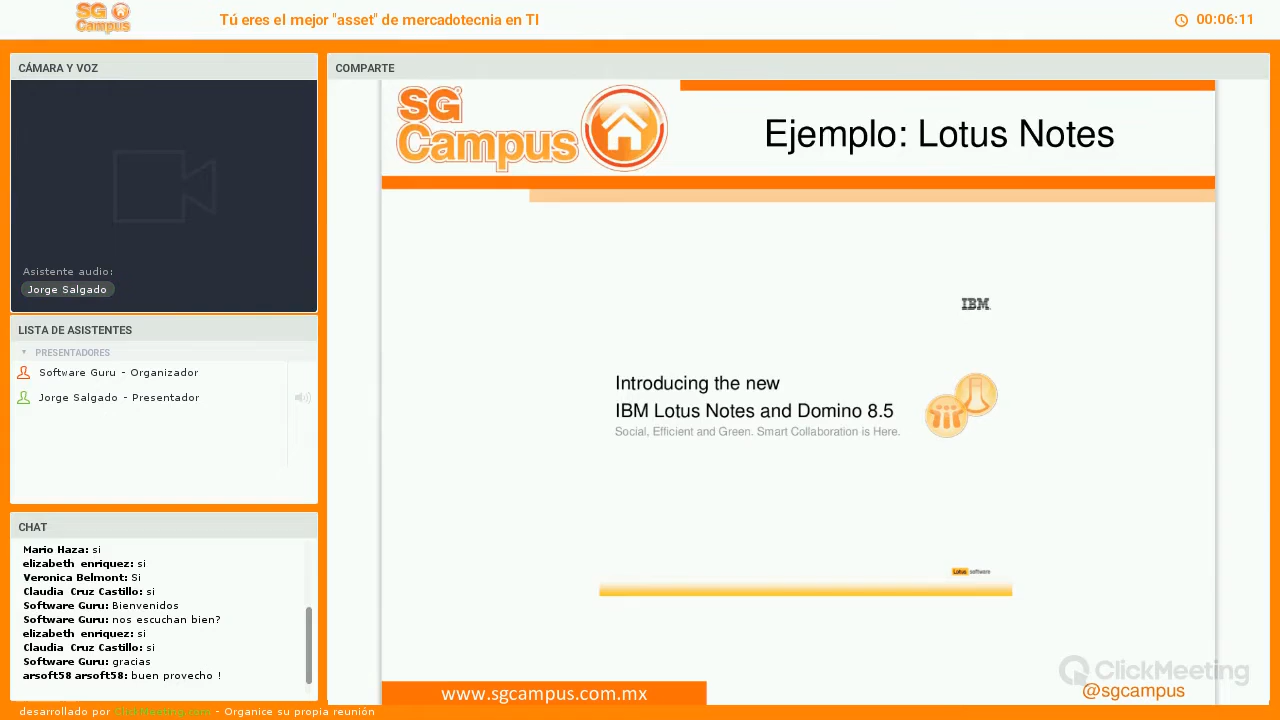 SG Campus
Tú eres el mejor "asset" de mercadotecnia en TI
00:06:11
CÁMARA Y VOZ
Asistente audio:
Jorge Salgado
LISTA DE ASISTENTES
PRESENTADORES
Software Guru - Organizador
Jorge Salgado - Presentador
CHAT
Mario Haza: si
elizabeth enriquez: si
Veronica Belmont: Si
Claudia Cruz Castillo: si
Software Guru: Bienvenidos
Software Guru: nos escuchan bien?
elizabeth enriquez: si
Claudia Cruz Castillo: si
Software Guru: gracias
arsoft58 arsoft58: buen provecho !
desarrollado por ClickMeeting.com - Organice su propia reunión
COMPARTE
SG Campus
Ejemplo: Lotus Notes
IBM
Introducing the new
IBM Lotus Notes and Domino 8.5
Social, Efficient and Green. Smart Collaboration is Here.
Lotus software
www.sgcampus.com.mx
ClickMeeting
@sgcampus